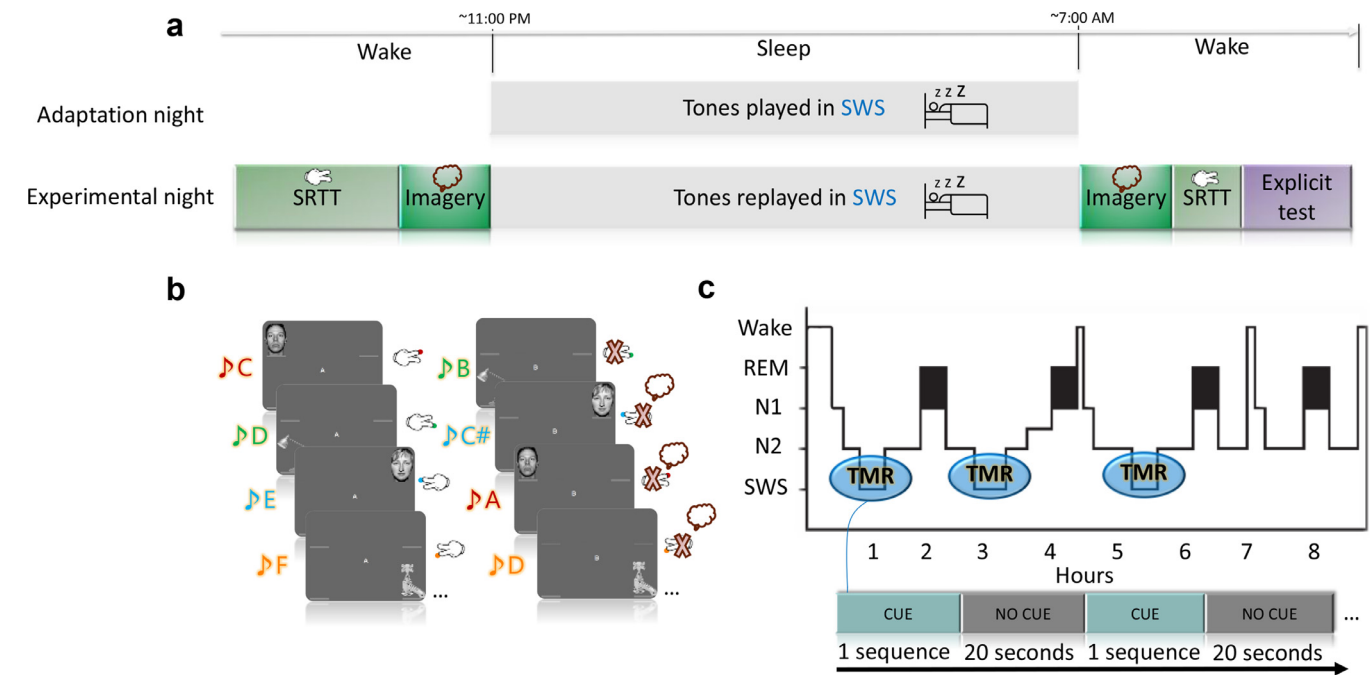 a
~11:00 PM
~7:00 AM
Wake
Sleep
Wake
Adaptation night
Tones played in SWS
z z Z
Experimental night
SRTT
Imagery
Tones replayed in SWS
z z Z
Imagery
SRTT
Explicit
test
b
♪C
A
♪D
A
♪E
A
♪F
A
...
♪B
B
♪C#
B
♪A
B
♪D
B
...
c
Wake
REM
N1
N2
SWS
TMR
TMR
TMR
1 2 3 4 5 6 7 8
Hours
CUE
NO CUE
CUE
NO CUE
...
1 sequence
20 seconds
1 sequence
20 seconds